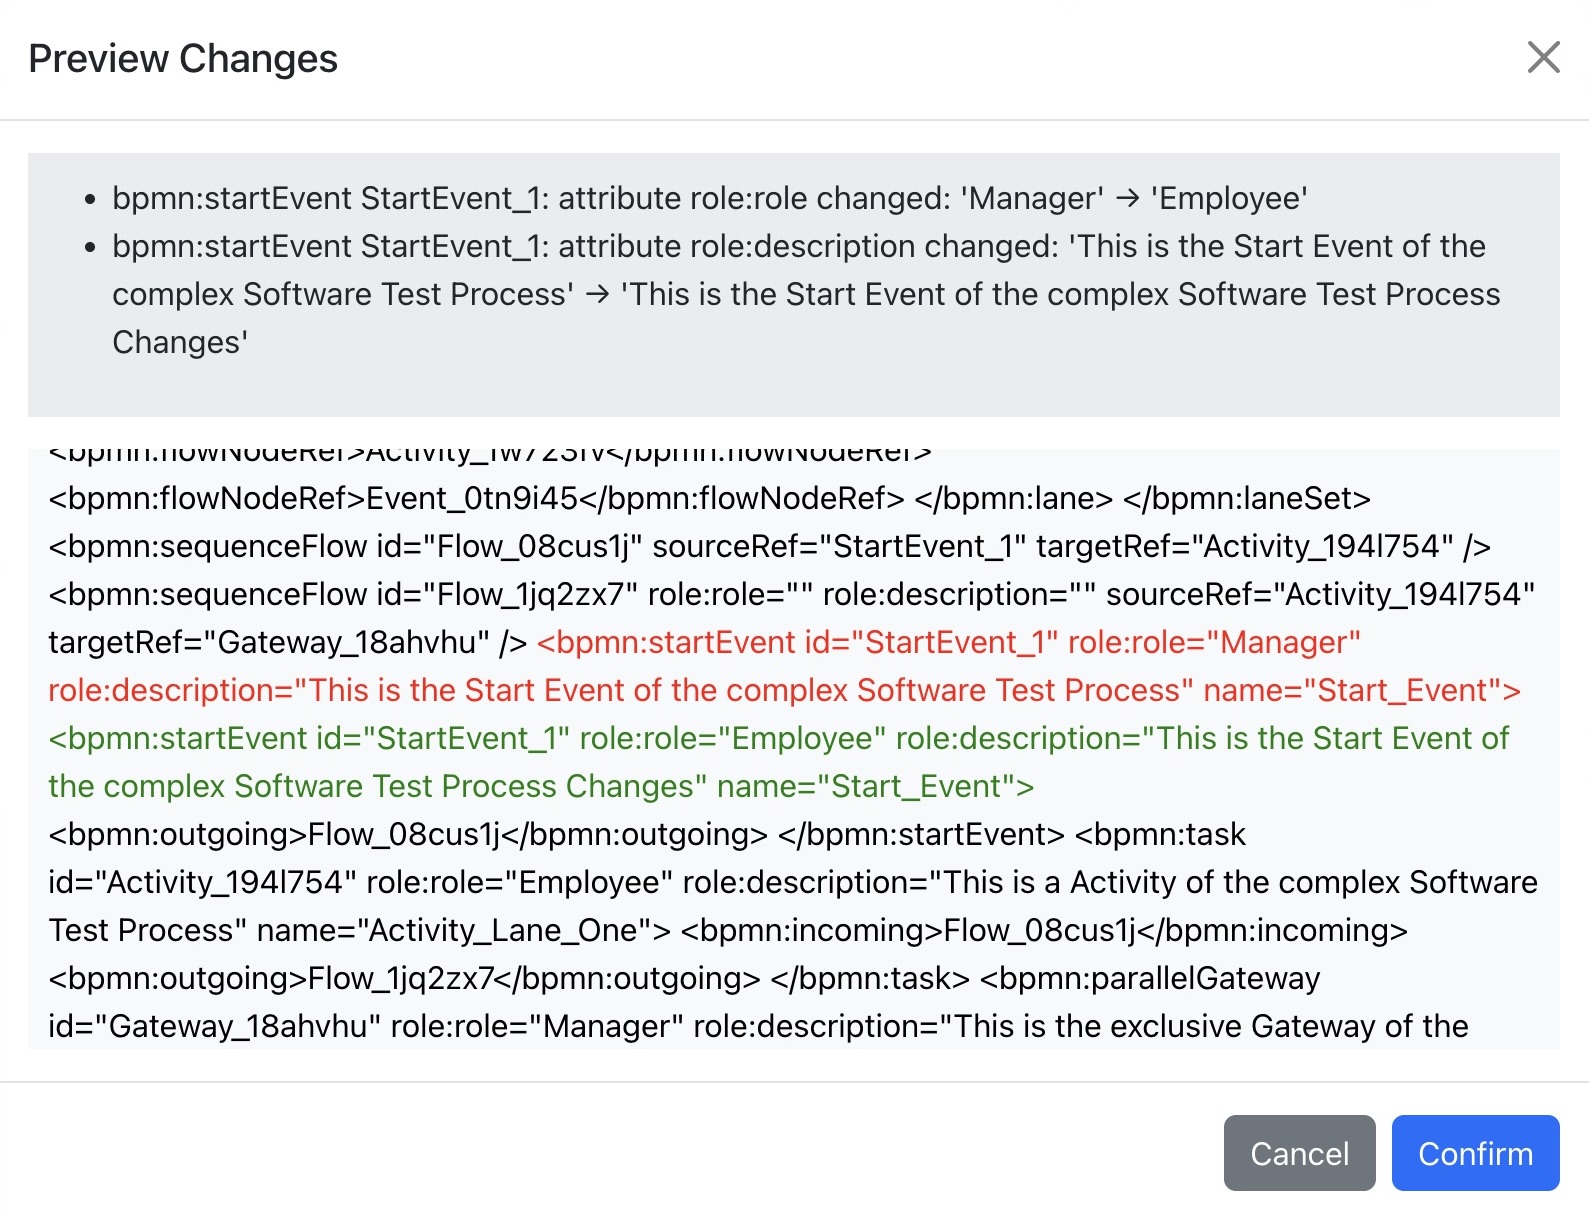 Preview Changes
• bpmn:startEvent StartEvent_1: attribute role:role changed: 'Manager' → 'Employee'
• bpmn:startEvent StartEvent_1: attribute role:description changed: 'This is the Start Event of the
complex Software Test Process' → 'This is the Start Event of the complex Software Test Process
Changes'
<bpmn:flowNodeRef>Activity_1w723fv</bpmn:flowNodeRef>
<bpmn:flowNodeRef>Event_0tn9i45</bpmn:flowNodeRef> </bpmn:lane> </bpmn:laneSet>
<bpmn:sequenceFlow id="Flow_08cus1j" sourceRef="StartEvent_1" targetRef="Activity_194l754" />
<bpmn:sequenceFlow id="Flow_1jq2zx7" role:role="" role:description="" sourceRef="Activity_194l754"
targetRef="Gateway_18ahvhu" /> <bpmn:startEvent id="StartEvent_1" role:role="Manager"
role:description="This is the Start Event of the complex Software Test Process" name="Start_Event">
<bpmn:startEvent id="StartEvent_1" role:role="Employee" role:description="This is the Start Event of
the complex Software Test Process Changes" name="Start_Event">
<bpmn:outgoing>Flow_08cus1j</bpmn:outgoing> </bpmn:startEvent> <bpmn:task
id="Activity_194l754" role:role="Employee" role:description="This is a Activity of the complex Software
Test Process" name="Activity_Lane_One"> <bpmn:incoming>Flow_08cus1j</bpmn:incoming>
<bpmn:outgoing>Flow_1jq2zx7</bpmn:outgoing> </bpmn:task> <bpmn:parallelGateway
id="Gateway_18ahvhu" role:role="Manager" role:description="This is the exclusive Gateway of the
Cancel
Confirm